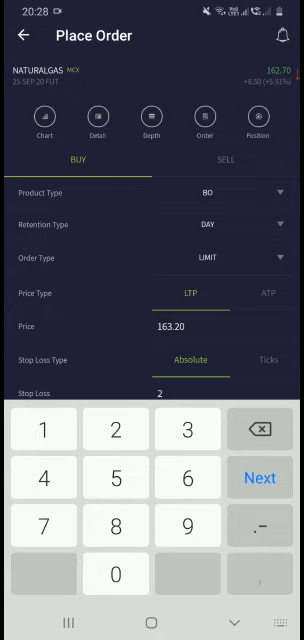 20:28
Place Order
NATURALGAS MCX 162.70
25 SEP 20 FUT +8.50 (+5.51%)
Chart Detail Depth Order Position
BUY SELL
Product Type BO
Retention Type DAY
Order Type LIMIT
Price Type LTP ATP
Price 163.20
Stop Loss Type Absolute Ticks
Stop Loss 2
1 2 3
4 5 6 Next
7 8 9 .-
0 ,